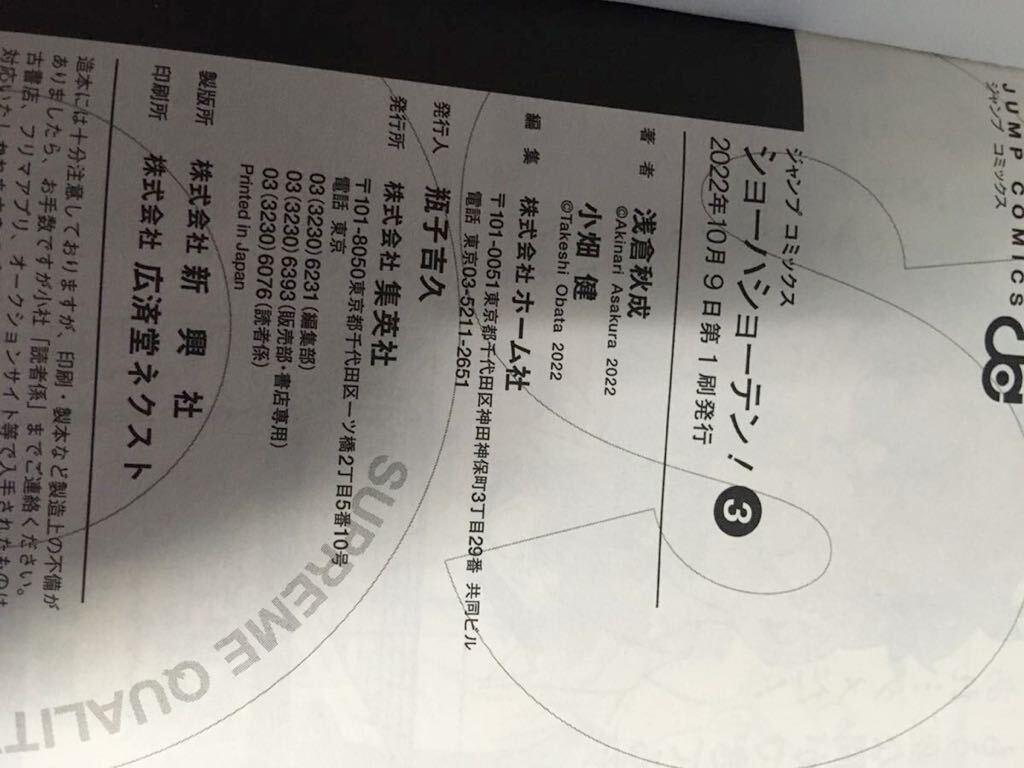 JUMP COMICS
ジャンプ コミックス
ジャンプ コミックス
ショーハショーテン! 3
2022年10月9日第1刷発行
著者 浅倉秋成
©Akinari Asakura 2022
小畑 健
©Takeshi Obata 2022
編集 株式会社 ホーム社
〒101-0051東京都千代田区神田神保町3丁目29番 共同ビル
電話 東京03-5211-2651
発行人 瓶子吉久
発行所 株式会社 集英社
〒101-8050東京都千代田区一ツ橋2丁目5番10号
電話 東京
03(3230)6231(編集部)
03(3230)6393(販売部・書店専用)
03(3230)6076(読者係)
Printed in Japan
製版所 株式会社 新興社
印刷所 株式会社 広済堂ネクスト
造本には十分注意しておりますが、印刷・製本など製造上の不備が
ありましたら、お手数ですが小社「読者係」までご連絡ください。
古書店、フリマアプリ、オークションサイト等で入手されたものは
SUPREME QUALIT